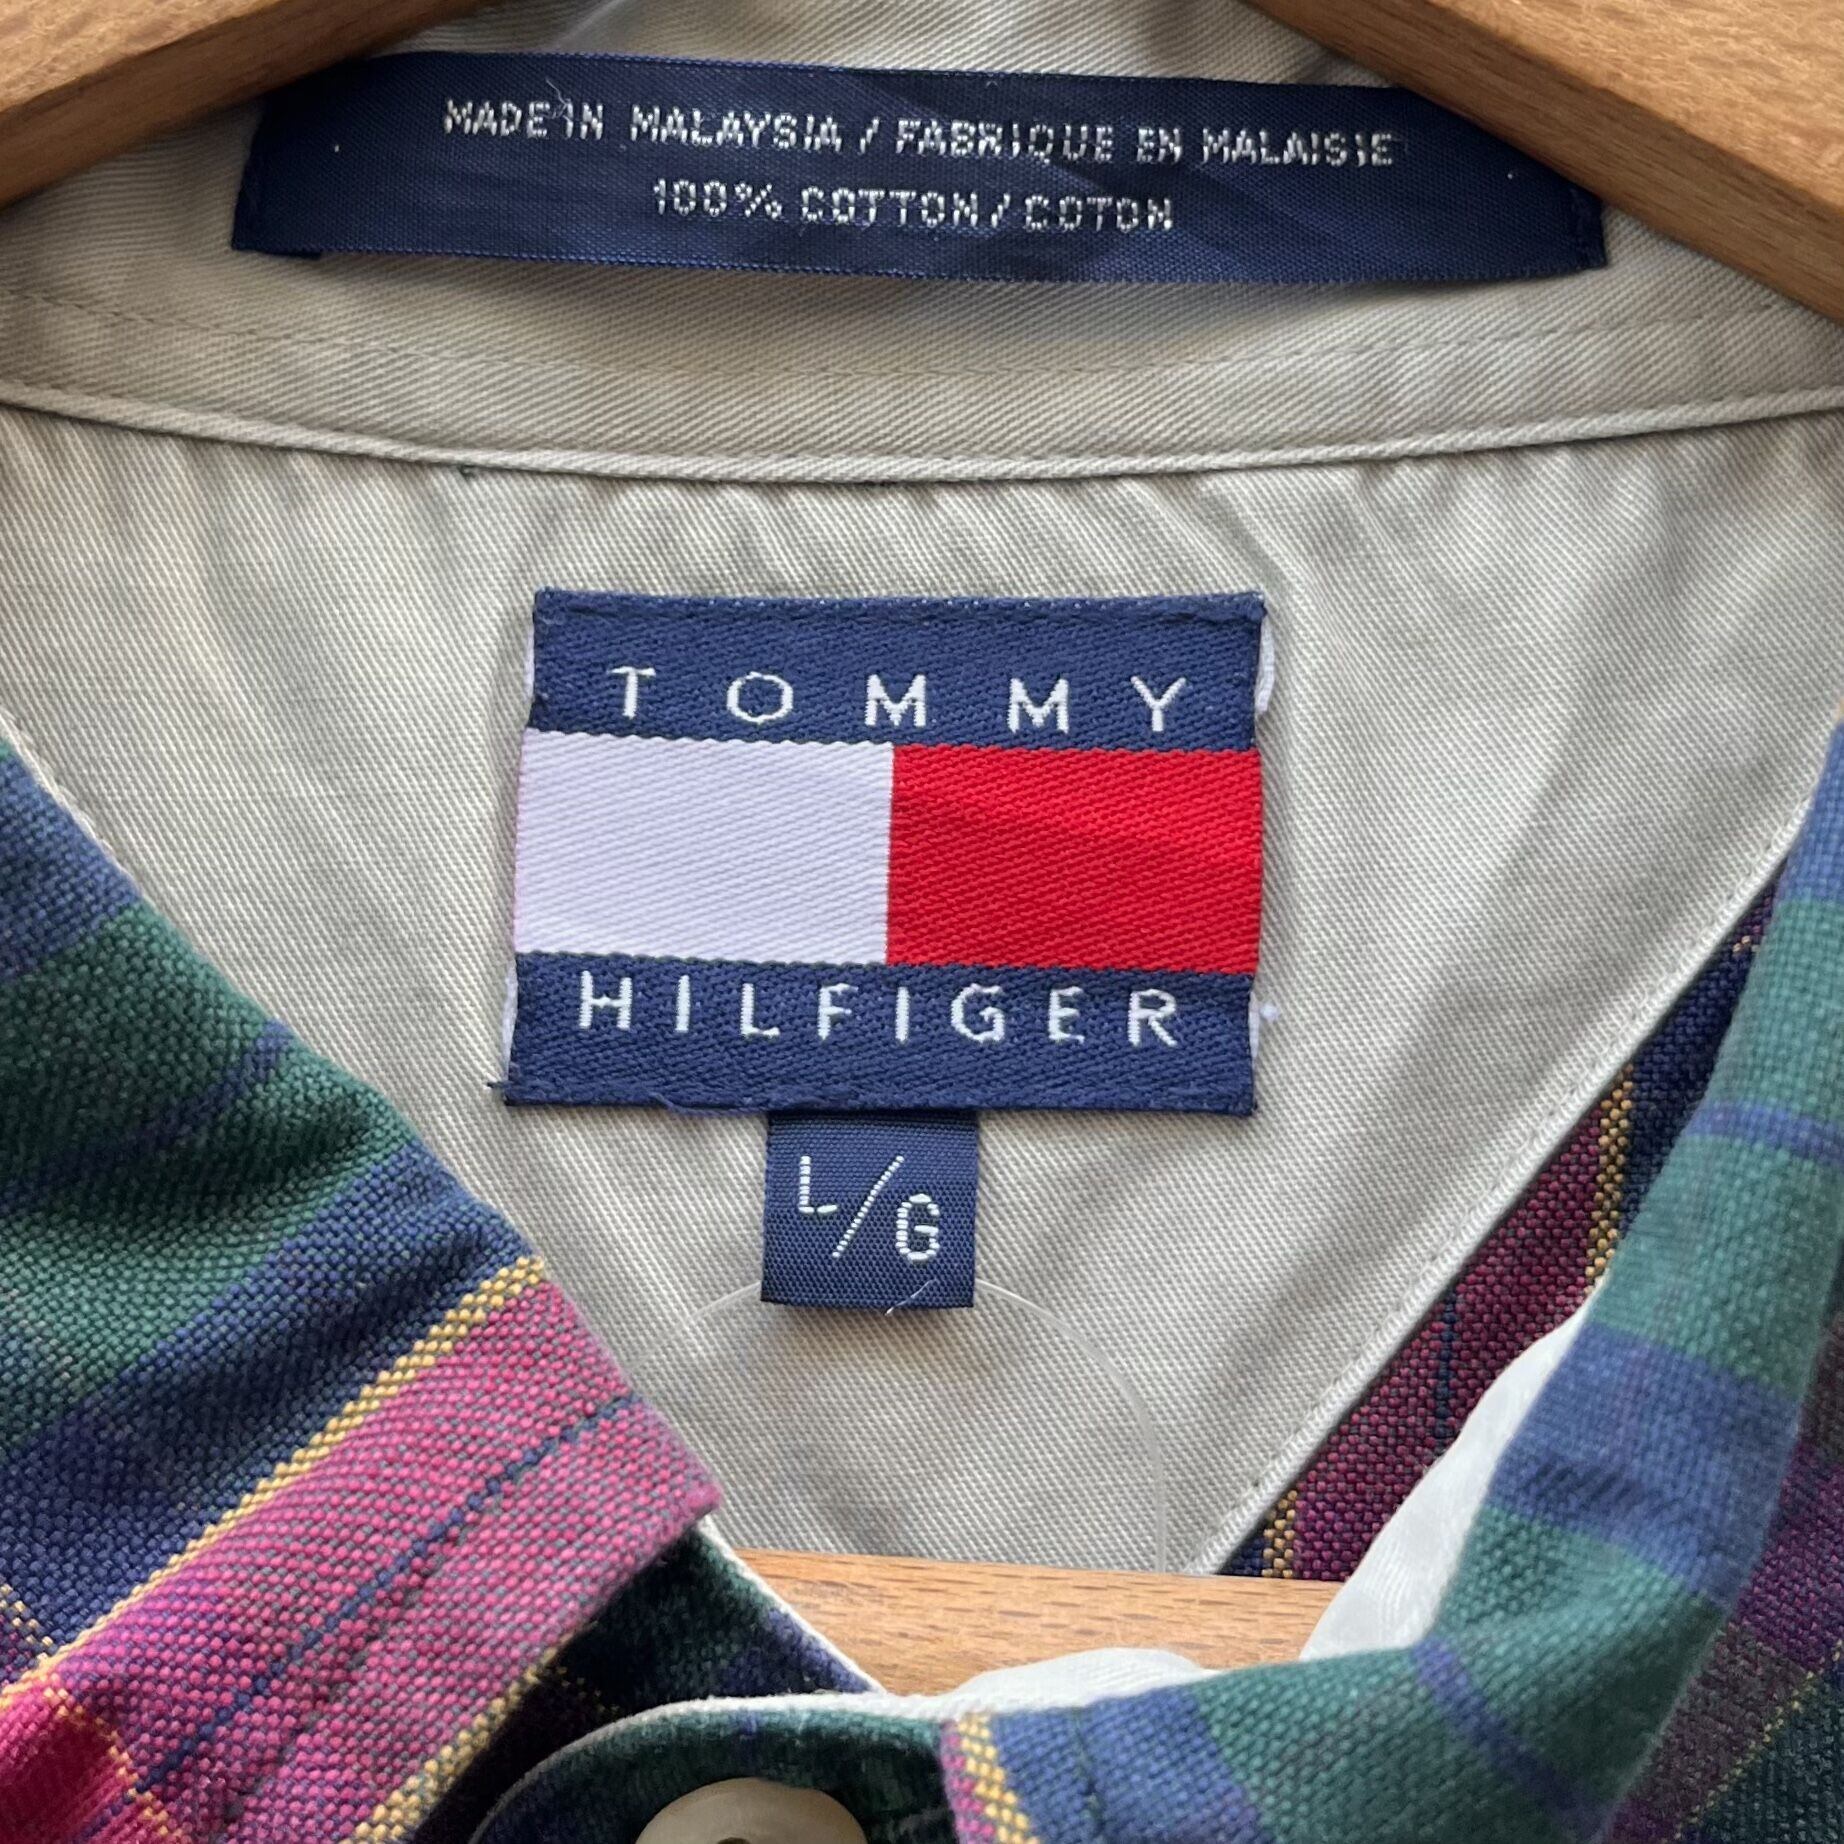 MADE IN MALAYSIA / FABRIQUE EN MALAISIE
100% COTTON / COTON
TOMMY
HILFIGER
L/G